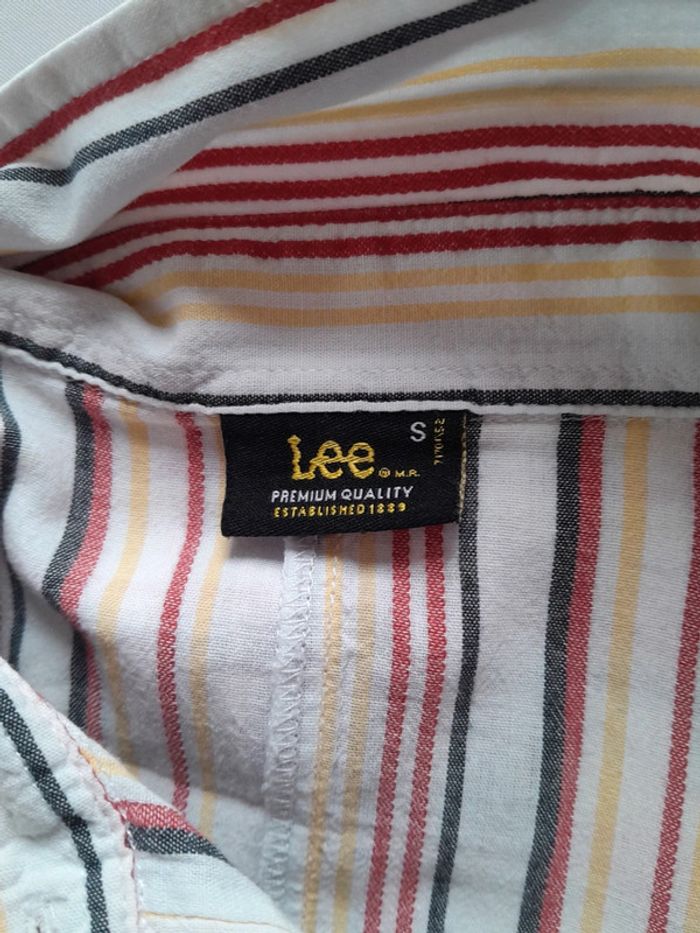 Lee ® M.R.
S
PREMIUM QUALITY
ESTABLISHED 1889